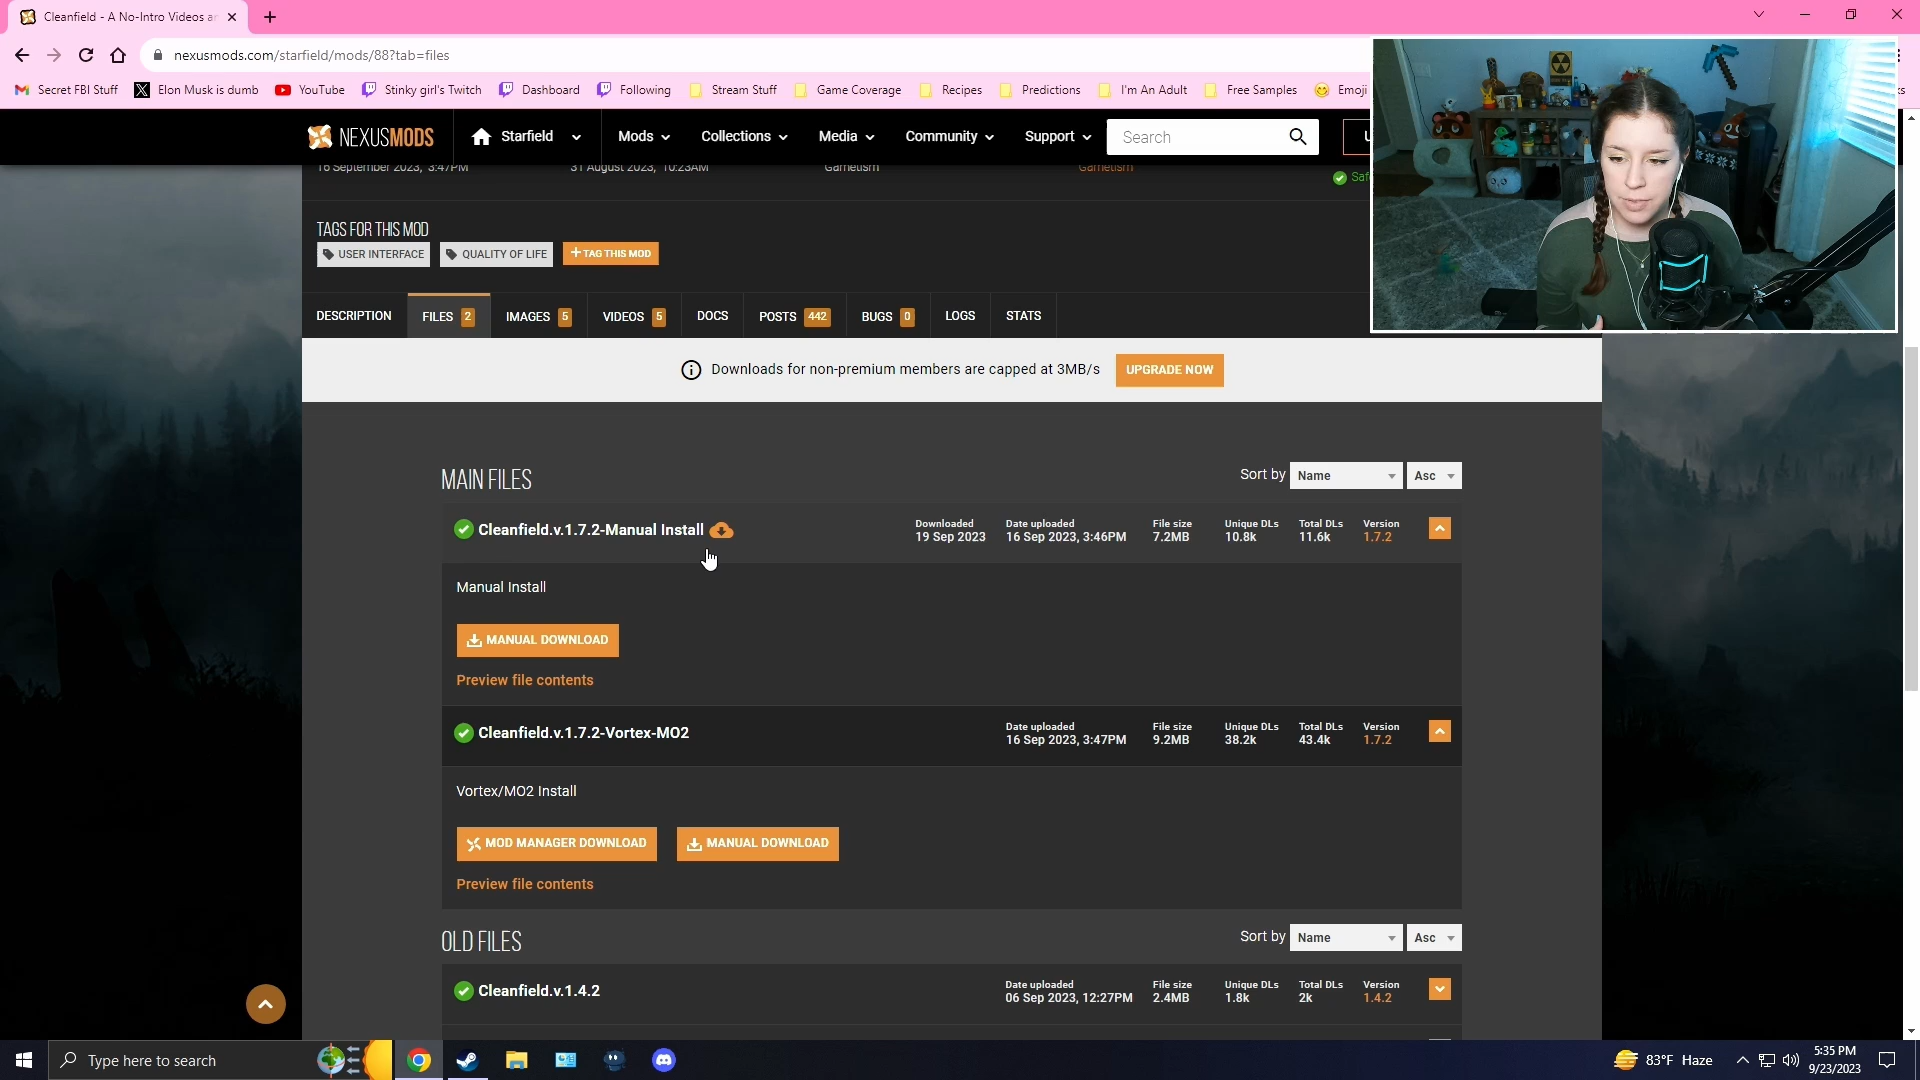 Cleanfield - A No-Intro Videos an
nexusmods.com/starfield/mods/88?tab=files
Secret FBI Stuff Elon Musk is dumb YouTube Stinky girl's Twitch Dashboard Following Stream Stuff Game Coverage Recipes Predictions I'm An Adult Free Samples Emoji
NEXUSMODS Starfield Mods Collections Media Community Support Search
16 September 2023, 3:47PM 31 August 2023, 10:23AM Gametism Gametism
Safe
TAGS FOR THIS MOD
USER INTERFACE QUALITY OF LIFE + TAG THIS MOD
DESCRIPTION FILES 2 IMAGES 5 VIDEOS 5 DOCS POSTS 442 BUGS 0 LOGS STATS
Downloads for non-premium members are capped at 3MB/s UPGRADE NOW
MAIN FILES Sort by Name Asc
Cleanfield.v.1.7.2-Manual Install
Downloaded Date uploaded File size Unique DLs Total DLs Version
19 Sep 2023 16 Sep 2023, 3:46PM 7.2MB 10.8k 11.6k 1.7.2
Manual Install
MANUAL DOWNLOAD
Preview file contents
Cleanfield.v.1.7.2-Vortex-MO2
Date uploaded File size Unique DLs Total DLs Version
16 Sep 2023, 3:47PM 9.2MB 38.2k 43.4k 1.7.2
Vortex/MO2 Install
MOD MANAGER DOWNLOAD MANUAL DOWNLOAD
Preview file contents
OLD FILES Sort by Name Asc
Cleanfield.v.1.4.2
Date uploaded File size Unique DLs Total DLs Version
06 Sep 2023, 12:27PM 2.4MB 1.8k 2k 1.4.2
Type here to search
83°F Haze
5:35 PM
9/23/2023